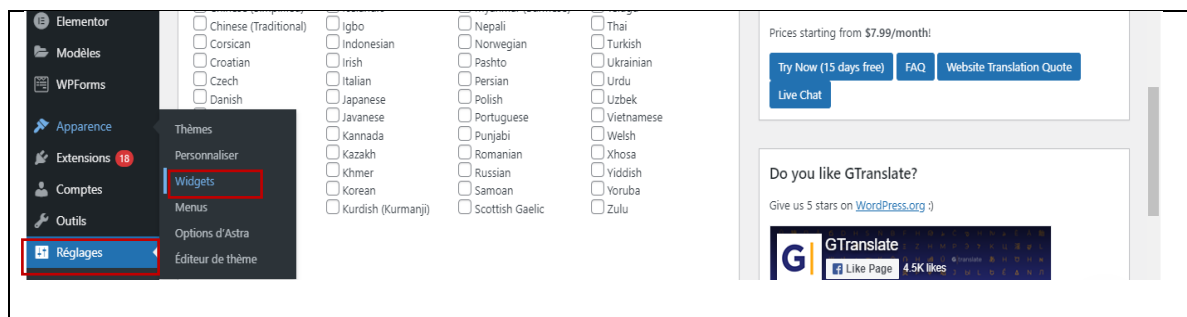 Elementor
Modèles
WPForms
Apparence
Extensions 18
Comptes
Outils
Réglages
Thèmes
Personnaliser
Widgets
Menus
Options d'Astra
Éditeur de thème
Chinese (Traditional)
Corsican
Croatian
Czech
Danish
Igbo
Indonesian
Irish
Italian
Japanese
Javanese
Kannada
Kazakh
Khmer
Korean
Kurdish (Kurmanji)
Nepali
Norwegian
Pashto
Persian
Polish
Portuguese
Punjabi
Romanian
Russian
Samoan
Scottish Gaelic
Thai
Turkish
Ukrainian
Urdu
Uzbek
Vietnamese
Welsh
Xhosa
Yiddish
Yoruba
Zulu
Prices starting from $7.99/month!
Try Now (15 days free) FAQ Website Translation Quote
Live Chat
Do you like GTranslate?
Give us 5 stars on WordPress.org :)
G GTranslate
Like Page 4.5K likes